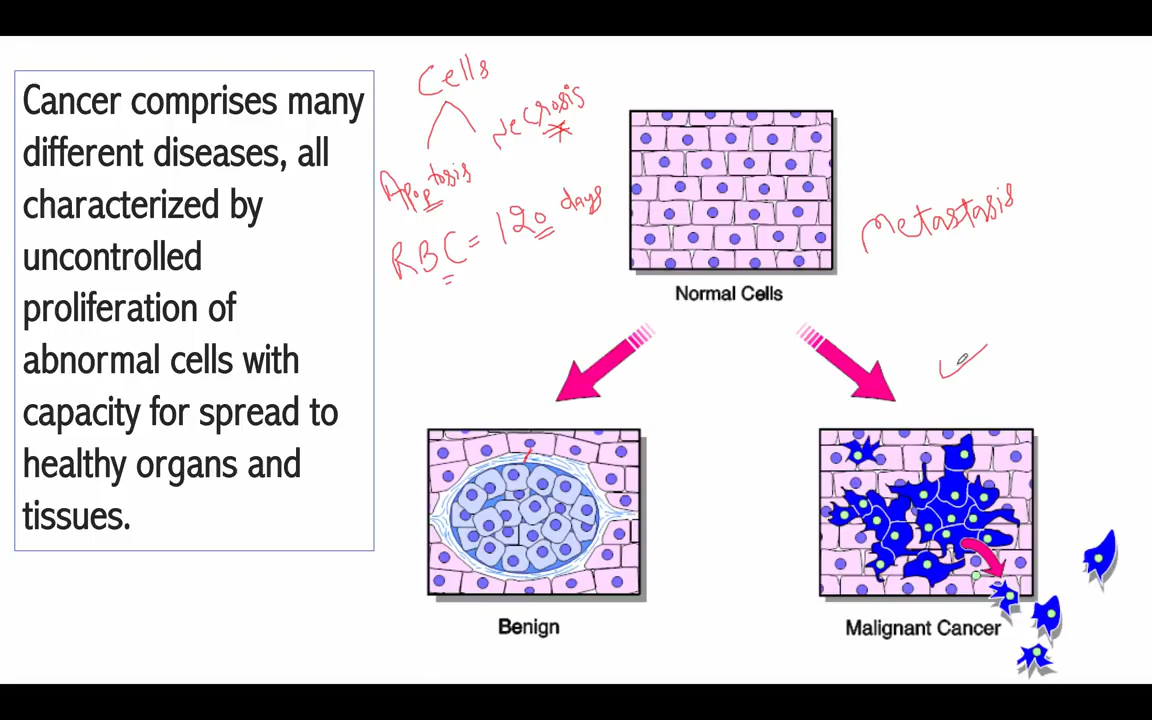 Cancer comprises many
different diseases, all
characterized by
uncontrolled
proliferation of
abnormal cells with
capacity for spread to
healthy organs and
tissues.
Cells
Apoptosis
Necrosis
RBC = 120 days
Metastasis
Normal Cells
Benign
Malignant Cancer